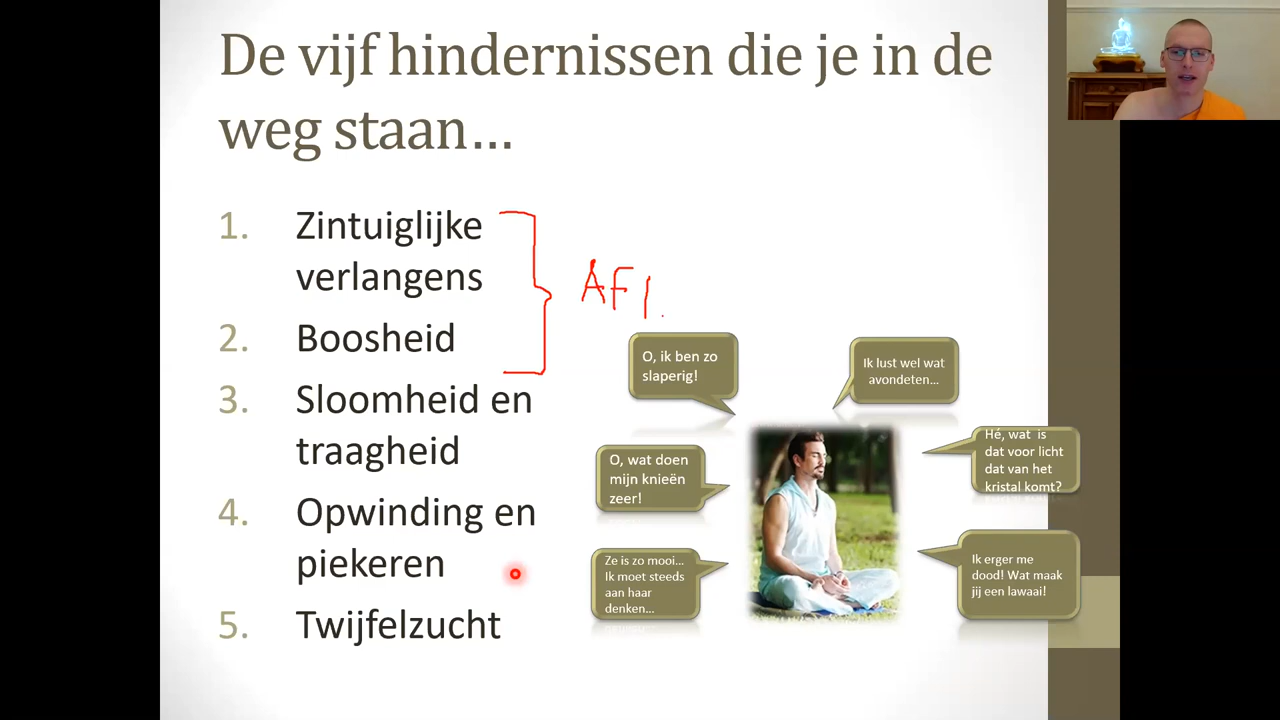 De vijf hindernissen die je in de
weg staan...
1. Zintuiglijke
verlangens
2. Boosheid
3. Sloomheid en
traagheid
4. Opwinding en
piekeren
5. Twijfelzucht
AFL
O, ik ben zo
slaperig!
Ik lust wel wat
avondeten...
O, wat doen
mijn knieën
zeer!
Hé, wat is
dat voor licht
dat van het
kristal komt?
Ze is zo mooi...
Ik moet steeds
aan haar
denken...
Ik erger me
dood! Wat maak
jij een lawaai!